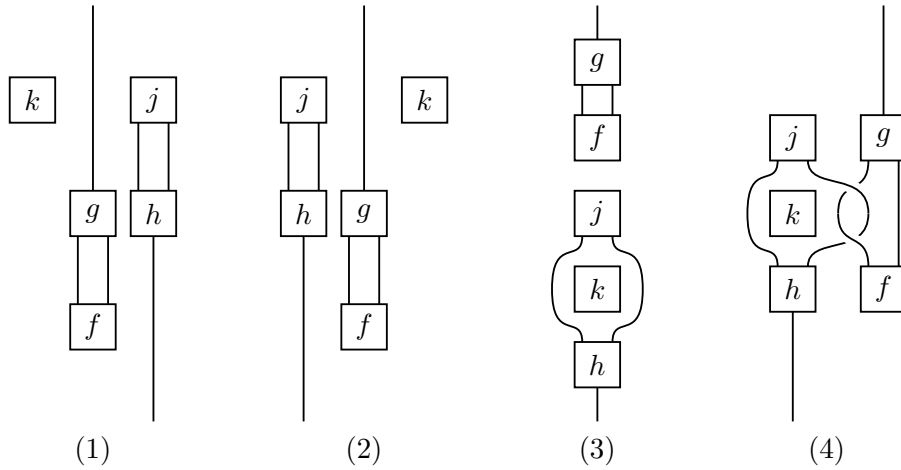 g
k j j k
f
j g
g h h g j k
k h f
f f
h
(1) (2) (3) (4)